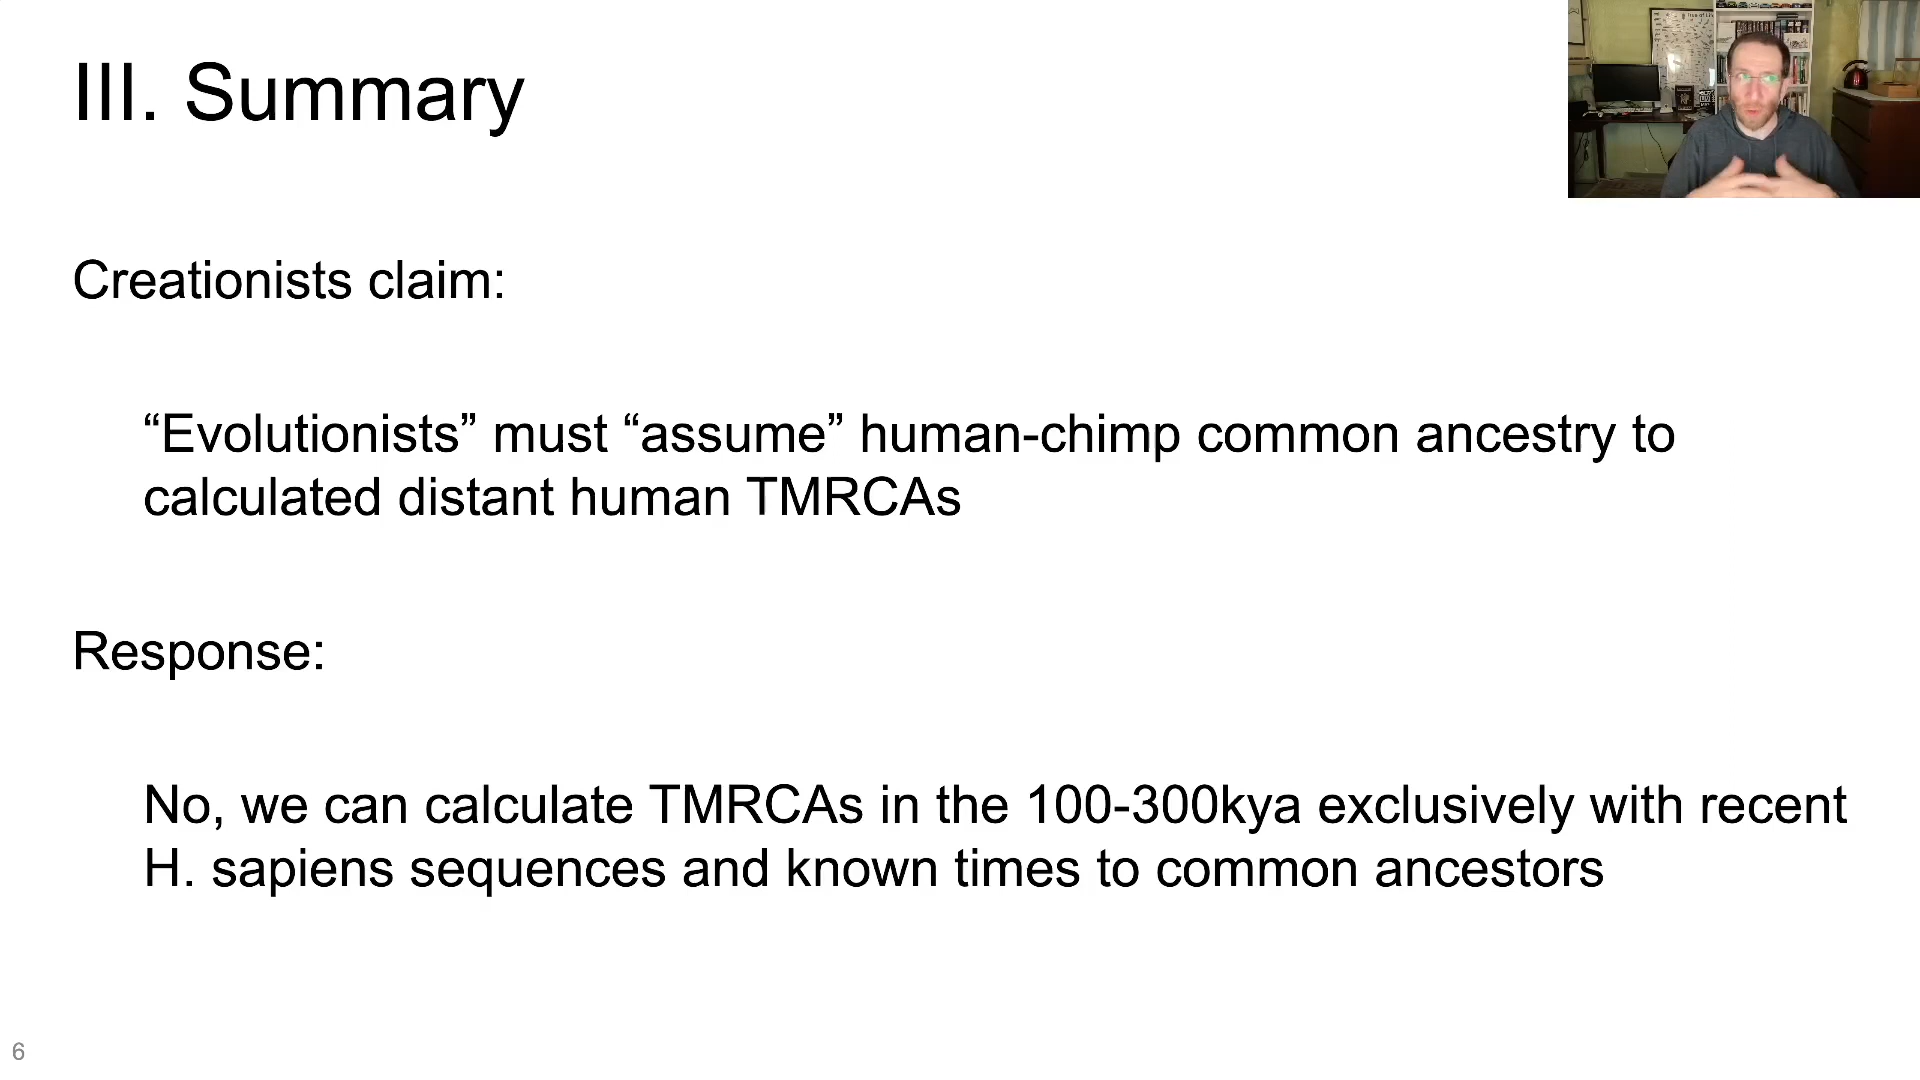 III. Summary
Creationists claim:
“Evolutionists” must “assume” human-chimp common ancestry to
calculated distant human TMRCAs
Response:
No, we can calculate TMRCAs in the 100-300kya exclusively with recent
H. sapiens sequences and known times to common ancestors
6